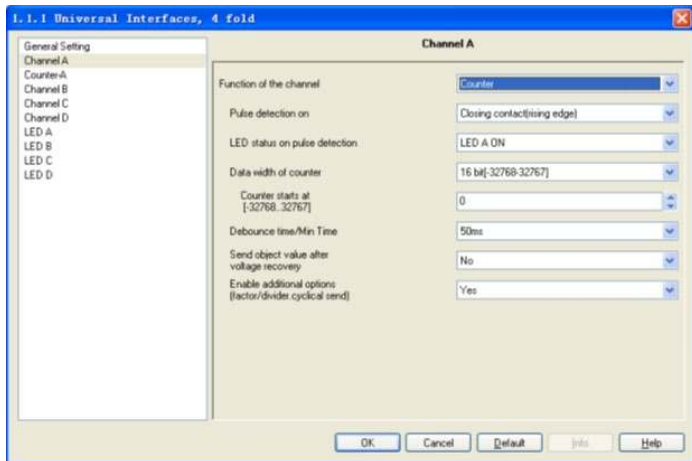 1.1.1 Universal Interfaces, 4 fold
General Setting
Channel A
Counter-A
Channel B
Channel C
Channel D
LED A
LED B
LED C
LED D
Channel A
Function of the channel
Counter
Pulse detection on
Closing contact(rising edge)
LED status on pulse detection
LED A ON
Data width of counter
16 bit[-32768-32767]
Counter starts at
[-32768..32767]
0
Debounce time/Min Time
50ms
Send object value after
voltage recovery
No
Enable additional options
(factor/divider.cyclical send)
Yes
OK
Cancel
Default
Info
Help